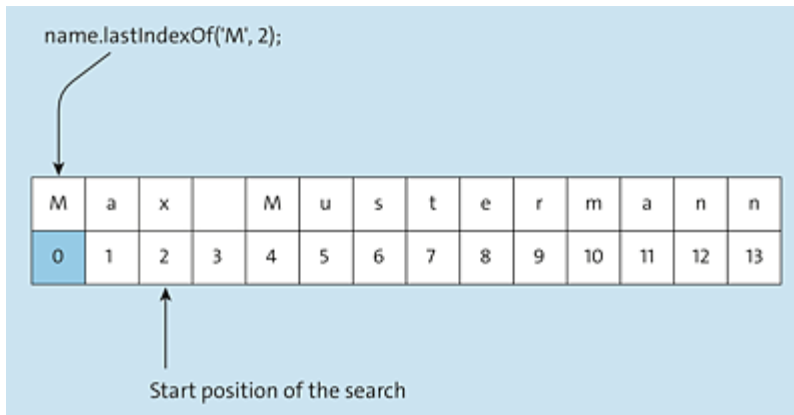 name.lastIndexOf('M', 2);
M a x M u s t e r m a n n
0 1 2 3 4 5 6 7 8 9 10 11 12 13
Start position of the search